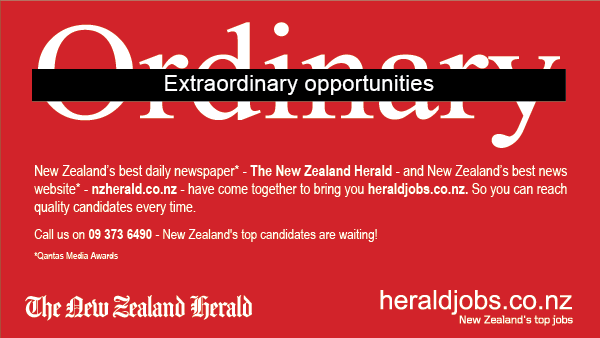 Ordinary
Extraordinary opportunities
New Zealand's best daily newspaper* - The New Zealand Herald - and New Zealand's best news
website* - nzherald.co.nz - have come together to bring you heraldjobs.co.nz. So you can reach
quality candidates every time.
Call us on 09 373 6490 - New Zealand's top candidates are waiting!
*Qantas Media Awards
The New Zealand Herald
heraldjobs.co.nz
New Zealand's top jobs